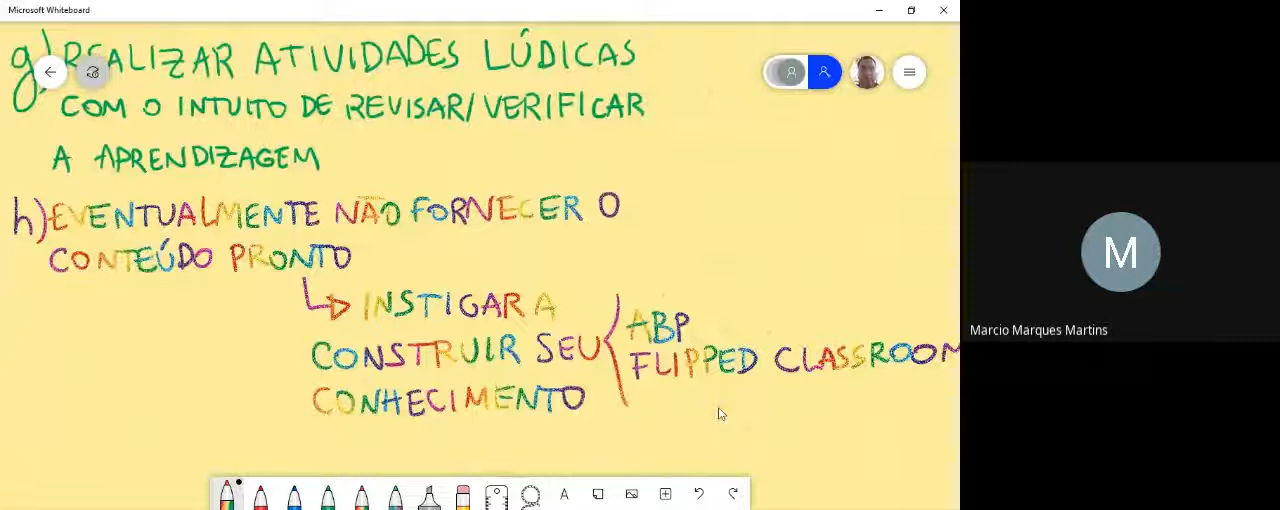 Microsoft Whiteboard
g) REALIZAR ATIVIDADES LÚDICAS
COM O INTUITO DE REVISAR/VERIFICAR
A APRENDIZAGEM
h) EVENTUALMENTE NÃO FORNECER O
CONTEÚDO PRONTO
INSTIGAR A
CONSTRUIR SEU
CONHECIMENTO
ABP
FLIPPED CLASSROOM
A
M
Marcio Marques Martins